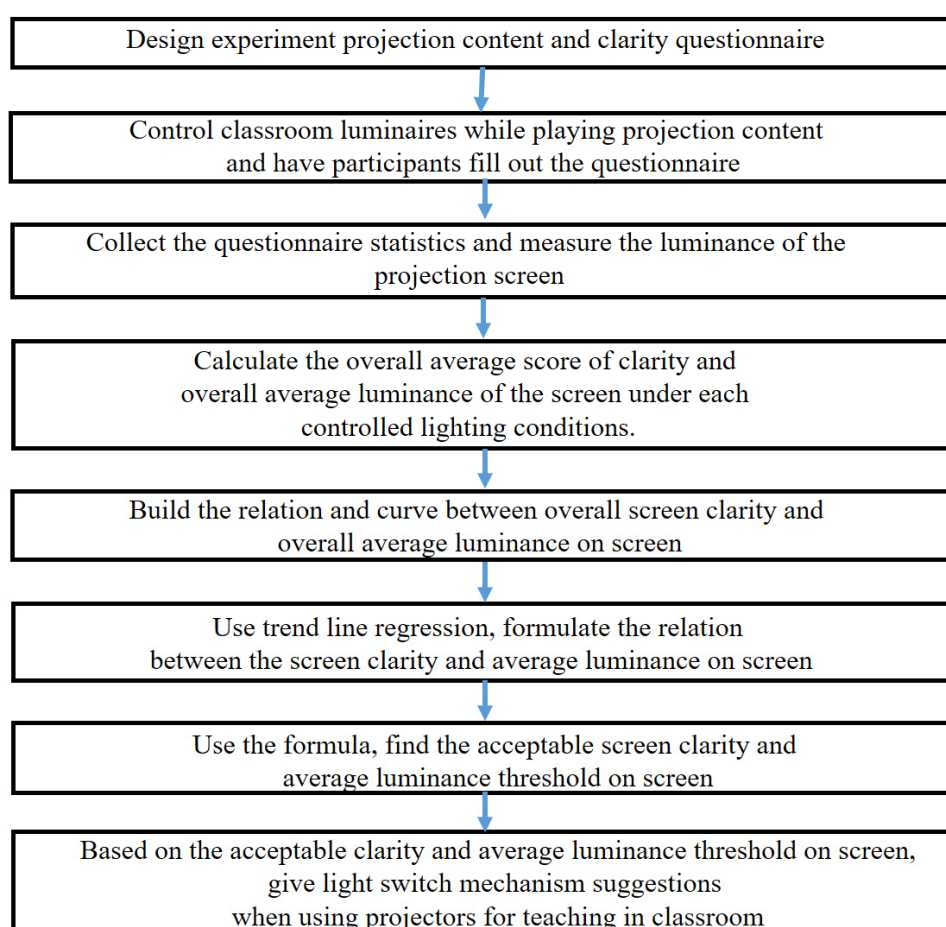 Design experiment projection content and clarity questionnaire
Control classroom luminaires while playing projection content
and have participants fill out the questionnaire
Collect the questionnaire statistics and measure the luminance of the
projection screen
Calculate the overall average score of clarity and
overall average luminance of the screen under each
controlled lighting conditions.
Build the relation and curve between overall screen clarity and
overall average luminance on screen
Use trend line regression, formulate the relation
between the screen clarity and average luminance on screen
Use the formula, find the acceptable screen clarity and
average luminance threshold on screen
Based on the acceptable clarity and average luminance threshold on screen,
give light switch mechanism suggestions
when using projectors for teaching in classroom